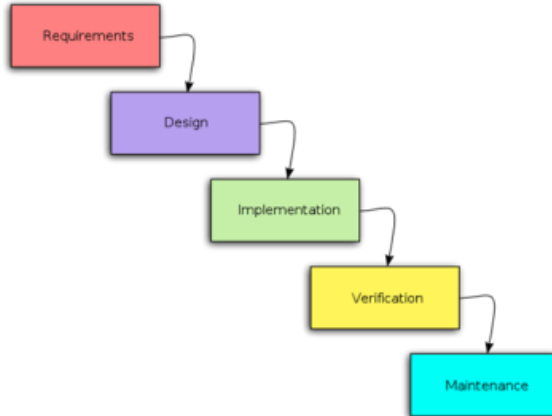 Requirements
Design
Implementation
Verification
Maintenance